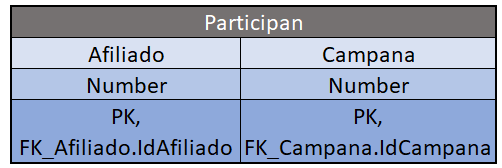 Participan
Afiliado Campana
Number Number
PK, PK,
FK_Afiliado.IdAfiliado FK_Campana.IdCampana